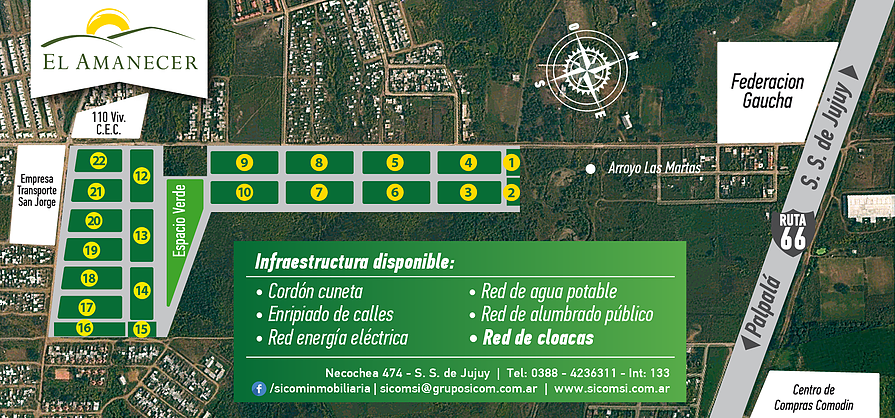 EL AMANECER
110 Viv.
C.E.C.
Empresa
Transporte
San Jorge
22
21
20
19
18
17
16
12
13
14
15
Espacio Verde
9
8
5
4
1
10
7
6
3
2
O
N
S
E
Arroyo Las Martas
Federacion
Gaucha
S. S. de Jujuy
RUTA
66
Palpalá
Centro de
Compras Comodín
Infraestructura disponible:
• Cordón cuneta
• Enripiado de calles
• Red energía eléctrica
• Red de agua potable
• Red de alumbrado público
• Red de cloacas
Necochea 474 - S. S. de Jujuy | Tel: 0388 - 4236311 - Int: 133
/sicominmobiliaria | sicomsi@gruposicom.com.ar | www.sicomsi.com.ar